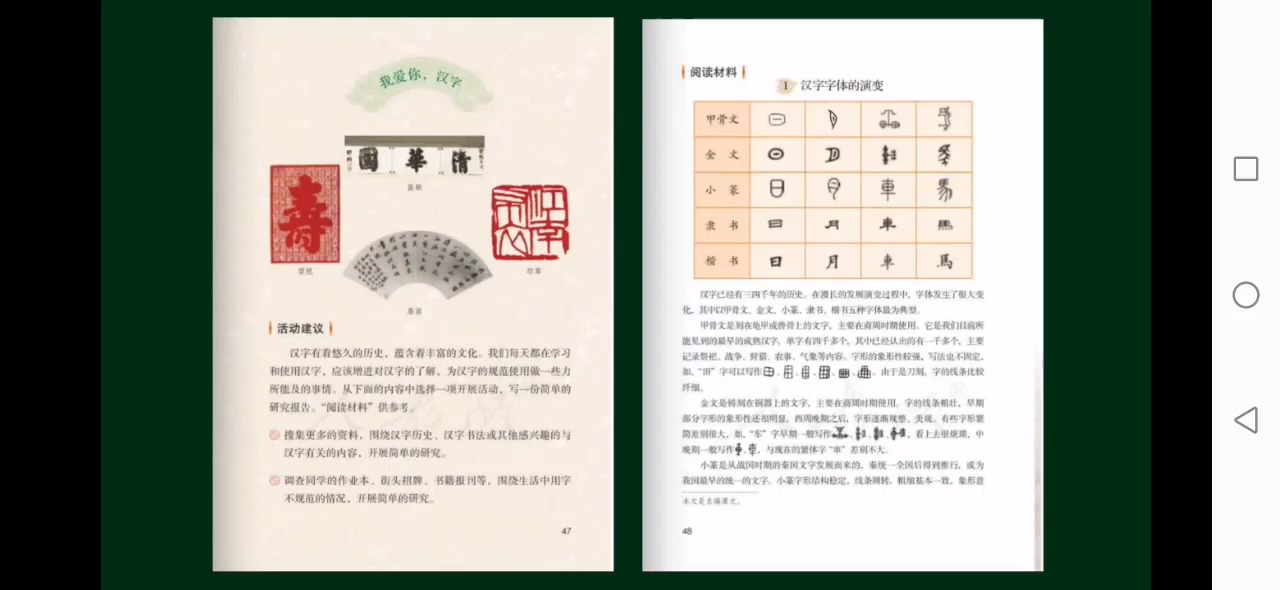 我爱你，汉字
國華清
匾额
壽
剪纸
扇面
印章
活动建议
汉字有着悠久的历史，蕴含着丰富的文化。我们每天都在学习
和使用汉字，应该增进对汉字的了解，为汉字的规范使用做一些力
所能及的事情。从下面的内容中选择一项开展活动，写一份简单的
研究报告。“阅读材料”供参考。
搜集更多的资料，围绕汉字历史、汉字书法或其他感兴趣的与
汉字有关的内容，开展简单的研究。
调查同学的作业本、街头招牌、书籍报刊等，围绕生活中用字
不规范的情况，开展简单的研究。
47
阅读材料
1 汉字字体的演变
甲骨文
金 文
小 篆 日 月 車 馬
隶 书 日 月 車 馬
楷 书 日 月 車 馬
汉字已经有三四千年的历史。在漫长的发展演变过程中，字体发生了很大变
化，其中以甲骨文、金文、小篆、隶书、楷书五种字体最为典型。
甲骨文是刻在龟甲或兽骨上的文字，主要在商周时期使用。它是我们目前所
能见到的最早的成熟汉字，单字有四千多个，其中已经认出的有一千多个，主要
记录祭祀、战争、狩猎、农事、气象等内容。字形的象形性较强，写法也不固定，
如，“田”字可以写作、、、、、。由于是刀刻，字的线条比较
纤细。
金文是铸刻在铜器上的文字，主要在商周时期使用。字的线条粗壮，早期
部分字形的象形性还很明显。西周晚期之后，字形逐渐规整、美观。有些字形繁
简差别很大，如，“车”字早期一般写作、、、，看上去很烦琐，中
晚期一般写作、，与现在的繁体字“車”差别不大。
小篆是从战国时期的秦国文字发展而来的，秦统一全国后得到推行，成为
我国最早的统一的文字。小篆字形结构稳定，线条圆转，粗细基本一致，象形意
本文是自编课文。
48